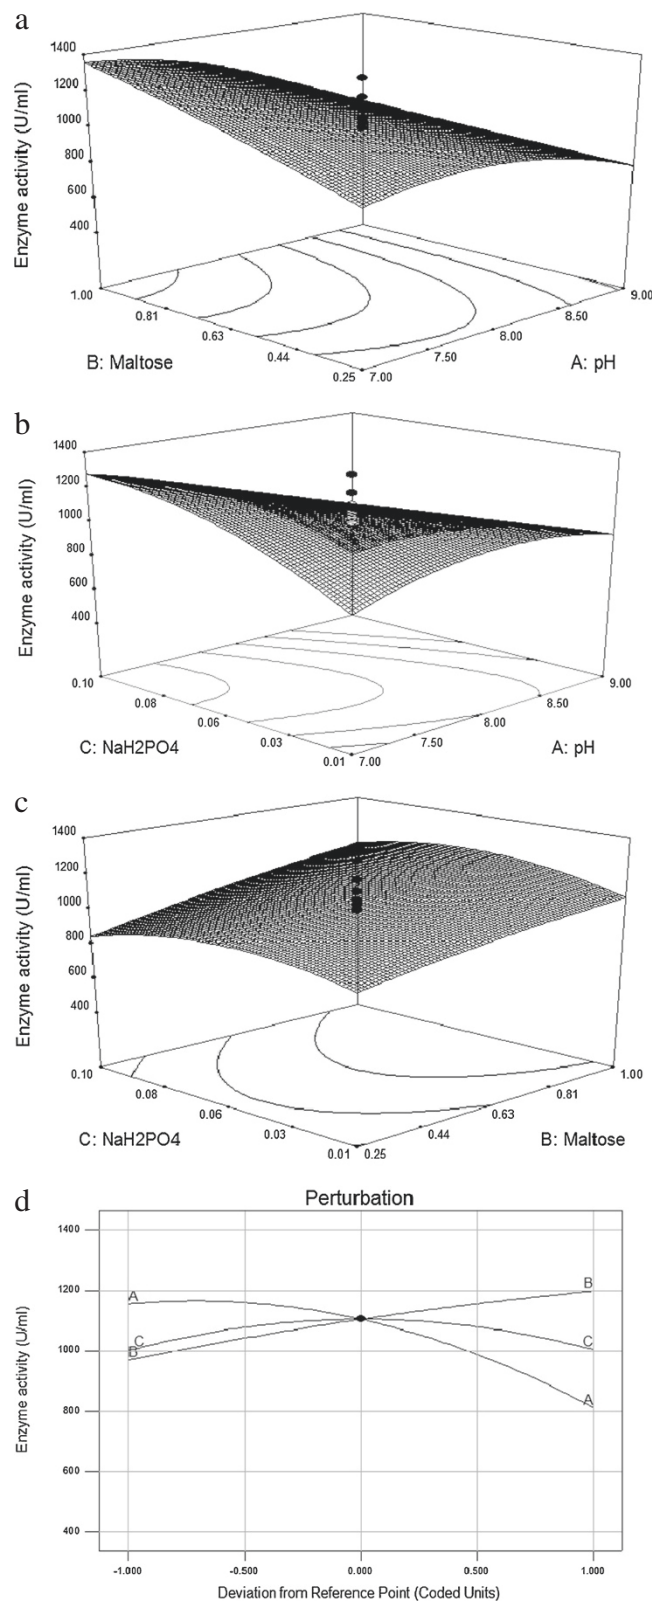 a
1400
1200
1000
800
600
400
Enzyme activity (U/ml)
1.00
0.81
0.63
0.44
0.25
7.00
7.50
8.00
8.50
9.00
B: Maltose
A: pH
b
1400
1200
1000
800
600
400
Enzyme activity (U/ml)
0.10
0.08
0.06
0.03
0.01
7.00
7.50
8.00
8.50
9.00
C: NaH2PO4
A: pH
c
1400
1200
1000
800
600
400
Enzyme activity (U/ml)
0.10
0.08
0.06
0.03
0.01
0.25
0.44
0.63
0.81
1.00
C: NaH2PO4
B: Maltose
d
Perturbation
1400
1200
1000
800
600
400
Enzyme activity (U/ml)
A
C
B
B
C
A
-1.000
-0.500
0.000
0.500
1.000
Deviation from Reference Point (Coded Units)